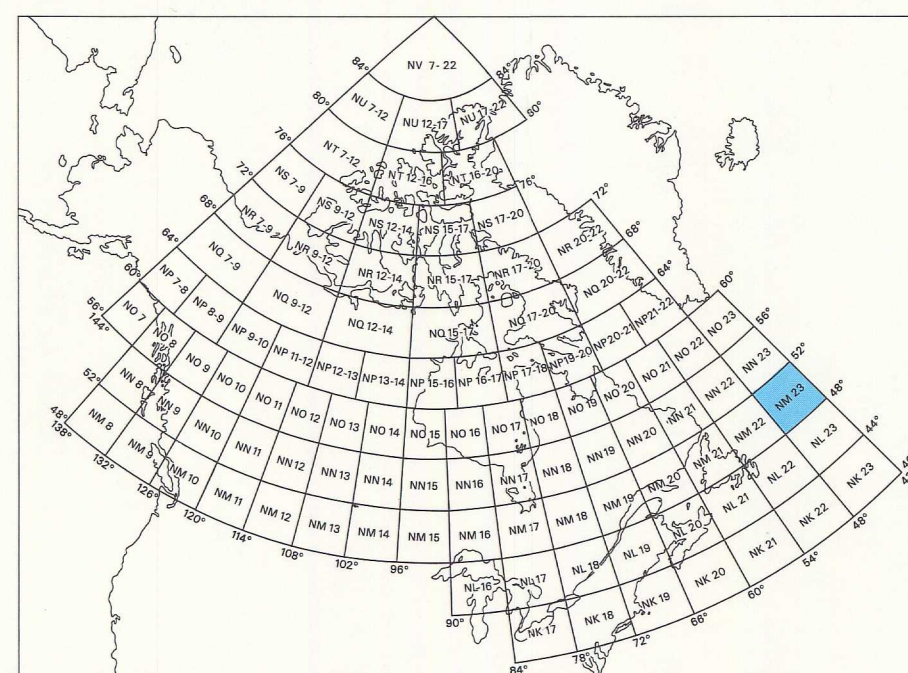 NV 7-22
84° 84°
NU 7-12 NU 12-17 NU 17-22
80° 80°
NT 7-12 NT 12-16 NT 16-20
E
76° 76°
NS 7-9 NS 9-12 NS 12-14 NS 15-17 NS 17-20
72° 72°
NR 7-9 NR 9-12 NR 12-14 NR 15-17 NR 17-20 NR 20-22
68° 68°
NQ 7-9 NQ 9-12 NQ 12-14 NQ 15-17 NQ 17-20 NQ 20-22
64° 64°
NP 7-8 NP 8-9 NP 9-10 NP 11-12 NP 12-13 NP 13-14 NP 15-16 NP 16-17 NP 17-18 NP 19-20 NP 20-21 NP 21-22
60° 60°
NO 7 NO 8 NO 9 NO 10 NO 11 NO 12 NO 13 NO 14 NO 15 NO 16 NO 17 NO 18 NO 19 NO 20 NO 21 NO 22 NO 23
56° 56°
144°
NN 8 NN 9 NN10 NN 11 NN 12 NN 13 NN 14 NN15 NN16 NN 17 NN 18 NN19 NN 20 NN 21 NN 22 NN 23
52° 52°
NM 8 NM 9 NM 10 NM 11 NM 12 NM 13 NM 14 NM 15 NM 16 NM 17 NM 18 NM 19 NM 20 NM 21 NM 22 NM 23
48° 48°
138° 132° 126° 120° 114° 108° 102° 96°
NL 16 NL 17 NL 18 NL 19 NL 20 NL 21 NL 22 NL 23
44°
90°
NK 17 NK 18 NK 19 NK 20 NK 21 NK 22 NK 23
84° 78° 72° 66° 60° 54° 48°